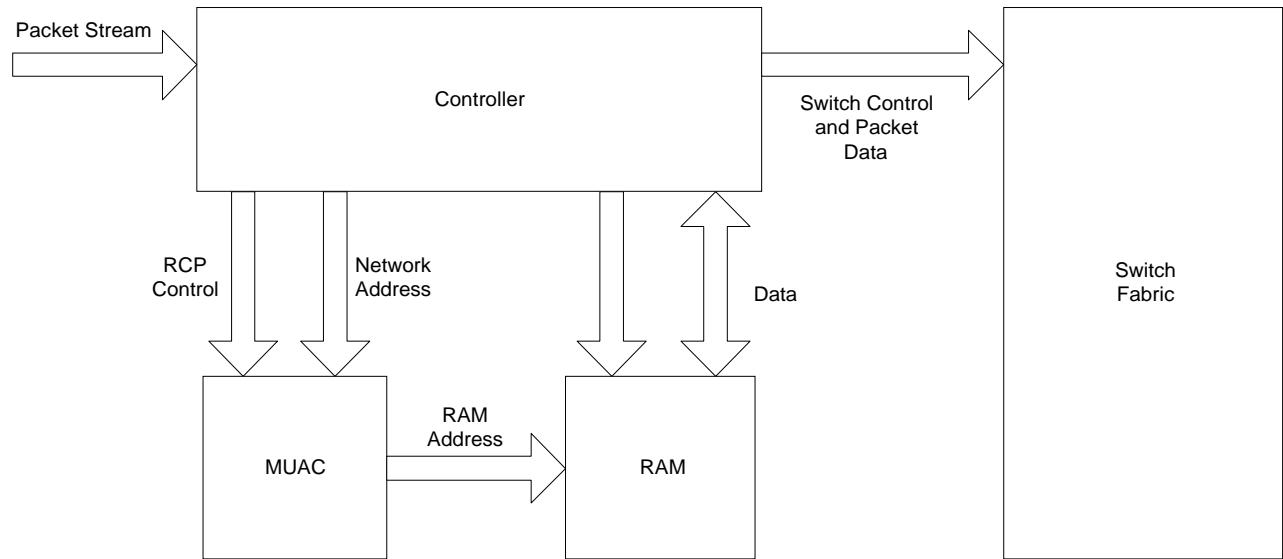 Packet Stream
Controller
Switch Control
and Packet
Data
RCP
Control
Network
Address
Data
Switch
Fabric
RAM
Address
MUAC
RAM